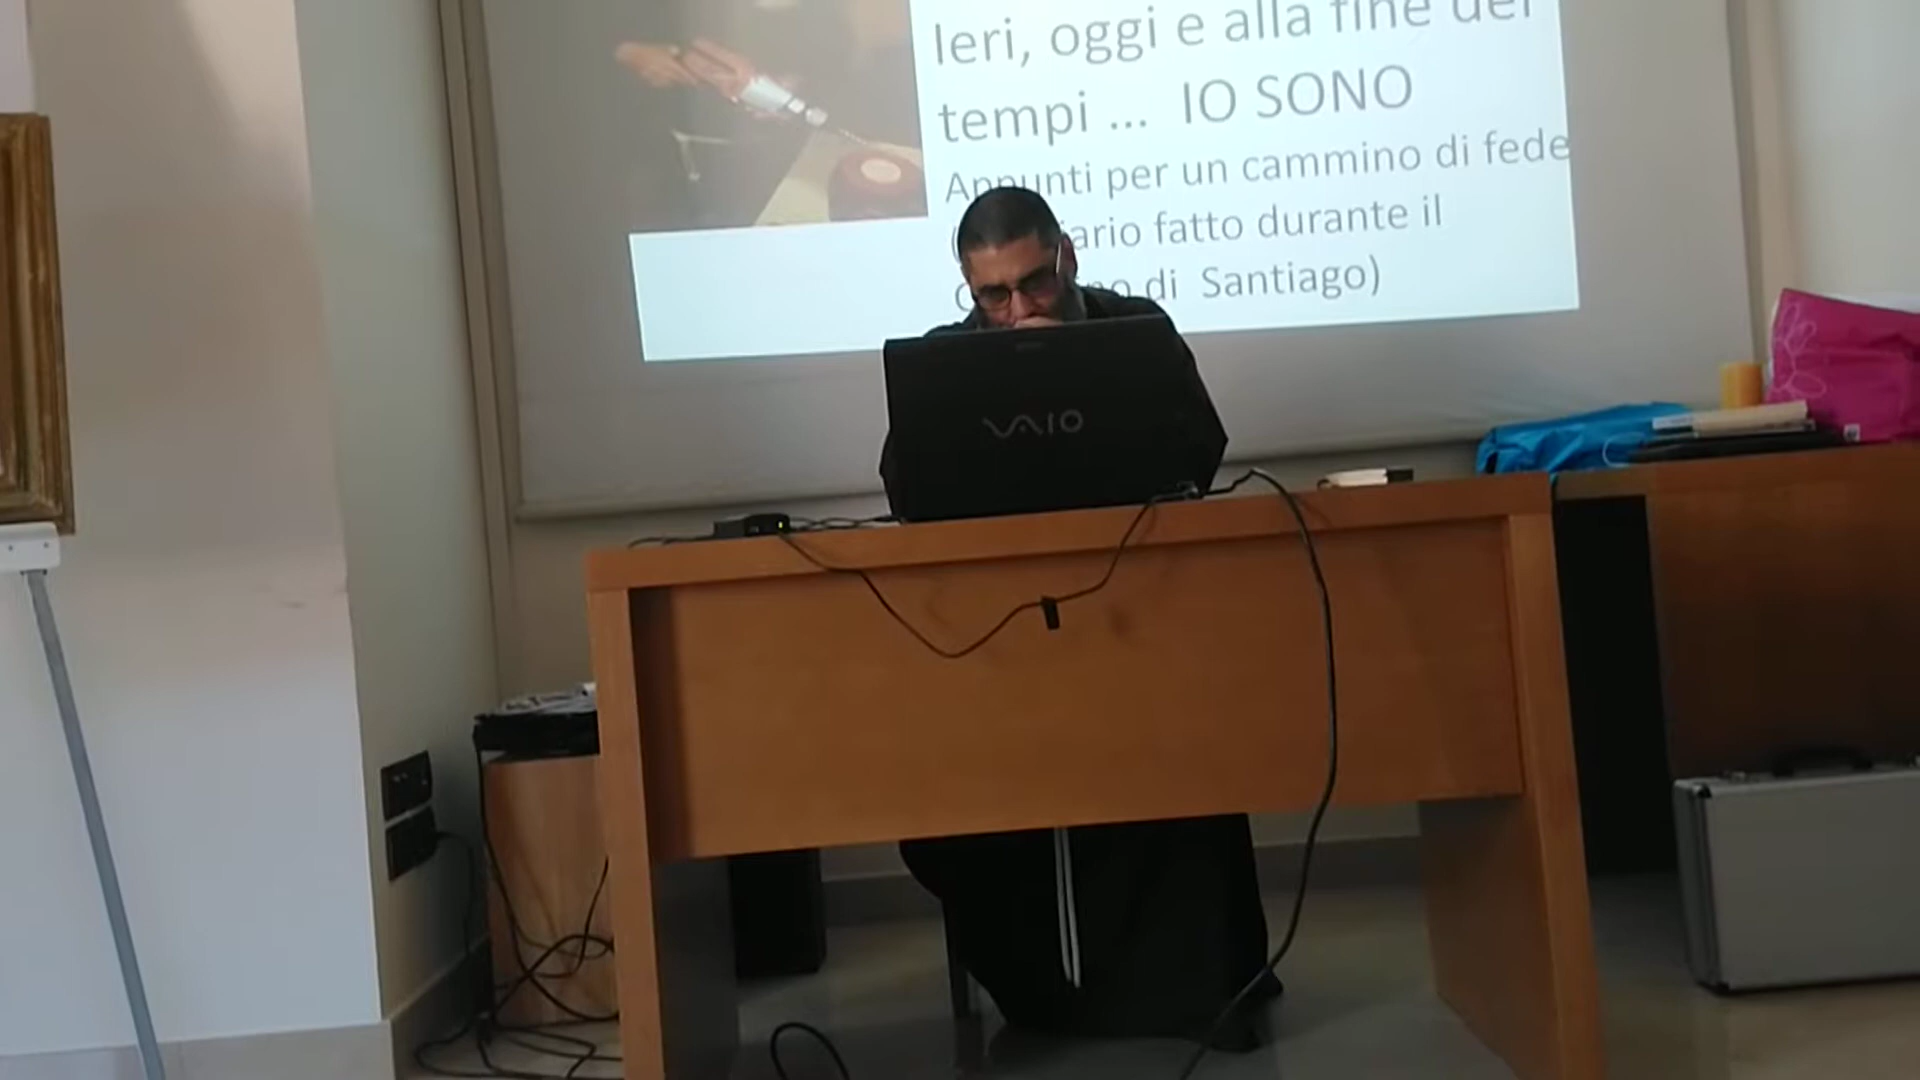 Ieri, oggi e alla fine dei
tempi ... IO SONO
Appunti per un cammino di fede
ario fatto durante il
di Santiago)
VAIO